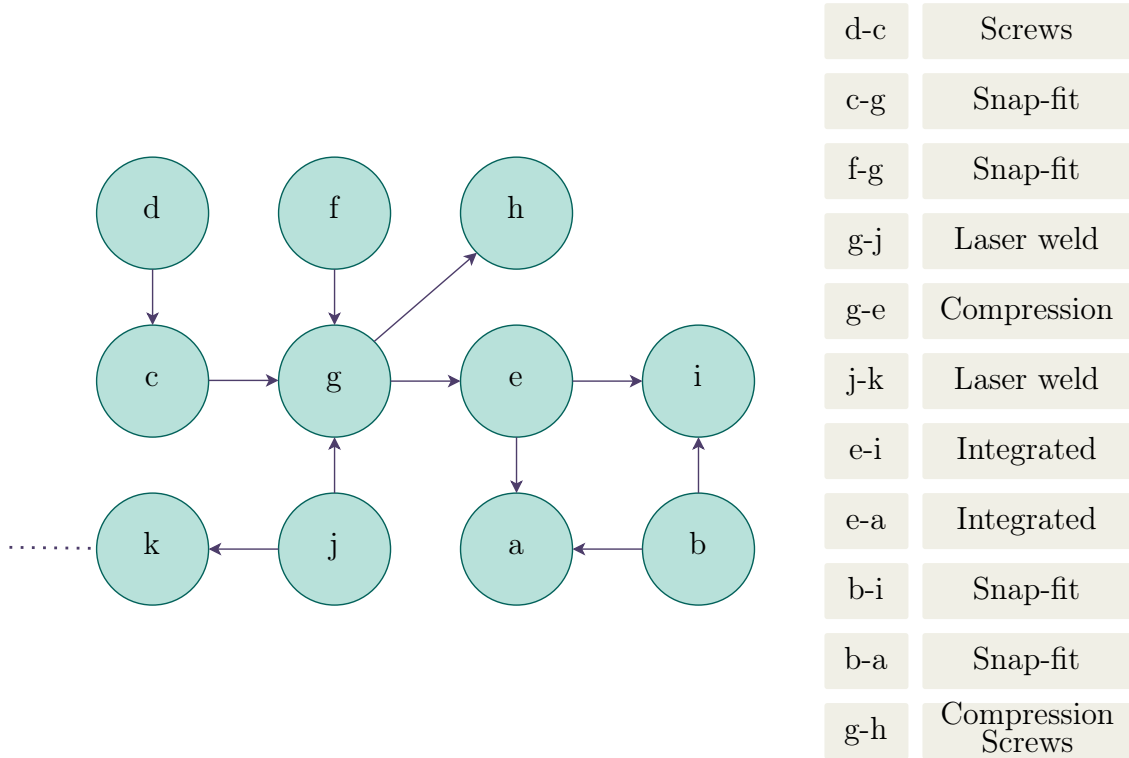 d
f
h
c
g
e
i
k
j
a
b
d-c Screws
c-g Snap-fit
f-g Snap-fit
g-j Laser weld
g-e Compression
j-k Laser weld
e-i Integrated
e-a Integrated
b-i Snap-fit
b-a Snap-fit
g-h Compression
Screws